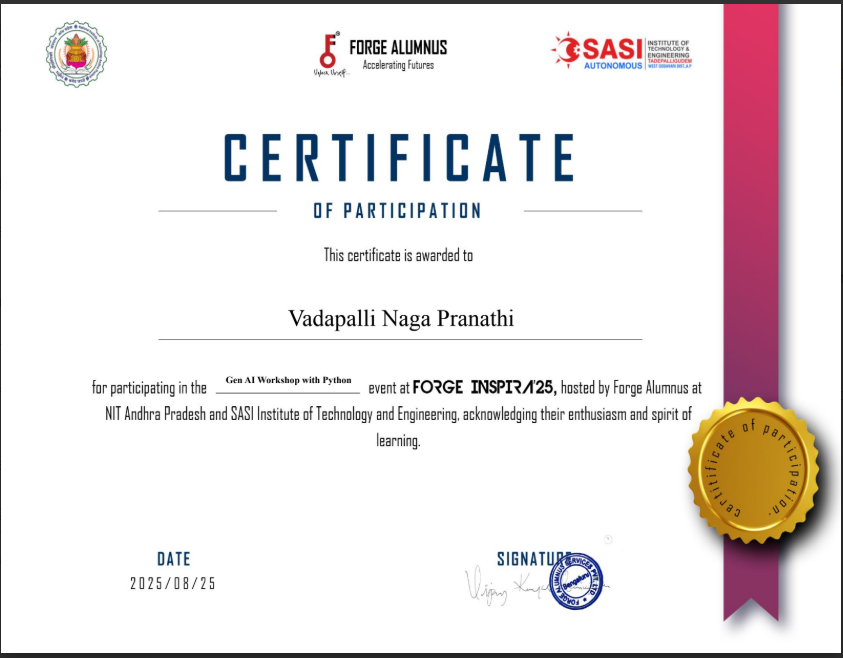 FORGE ALUMNUS
Accelerating Futures
SASI
AUTONOMOUS
INSTITUTE OF
TECHNOLOGY &
ENGINEERING
TADEPALLIGUDEM
CERTIFICATE
OF PARTICIPATION
This certificate is awarded to
Vadapalli Naga Pranathi
for participating in the Gen AI Workshop with Python event at FORGE INSPIRA'25, hosted by Forge Alumnus at
NIT Andhra Pradesh and SASI Institute of Technology and Engineering, acknowledging their enthusiasm and spirit of
learning.
certificate of participation.
DATE
2025/08/25
SIGNATURE
FORGE ALUMNUS SERVICES PVT. LTD
Bengaluru